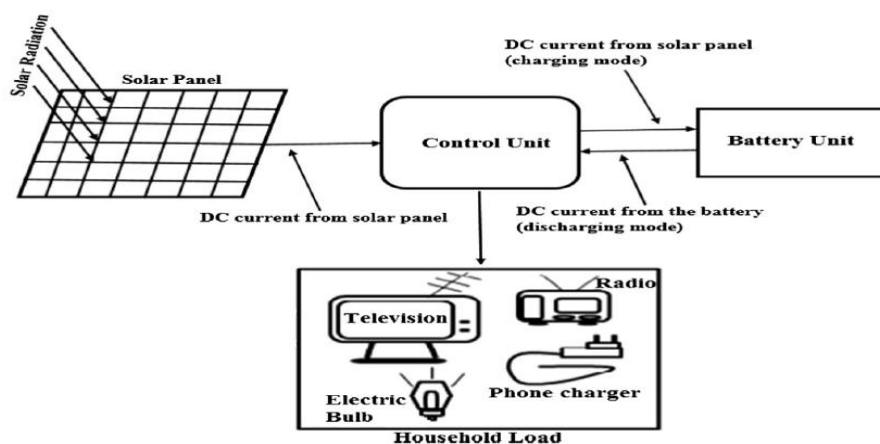 Solar Radiation
Solar Panel
DC current from solar panel
(charging mode)
Control Unit
Battery Unit
DC current from solar panel
DC current from the battery
(discharging mode)
Television
Radio
Electric
Bulb
Phone charger
Household Load